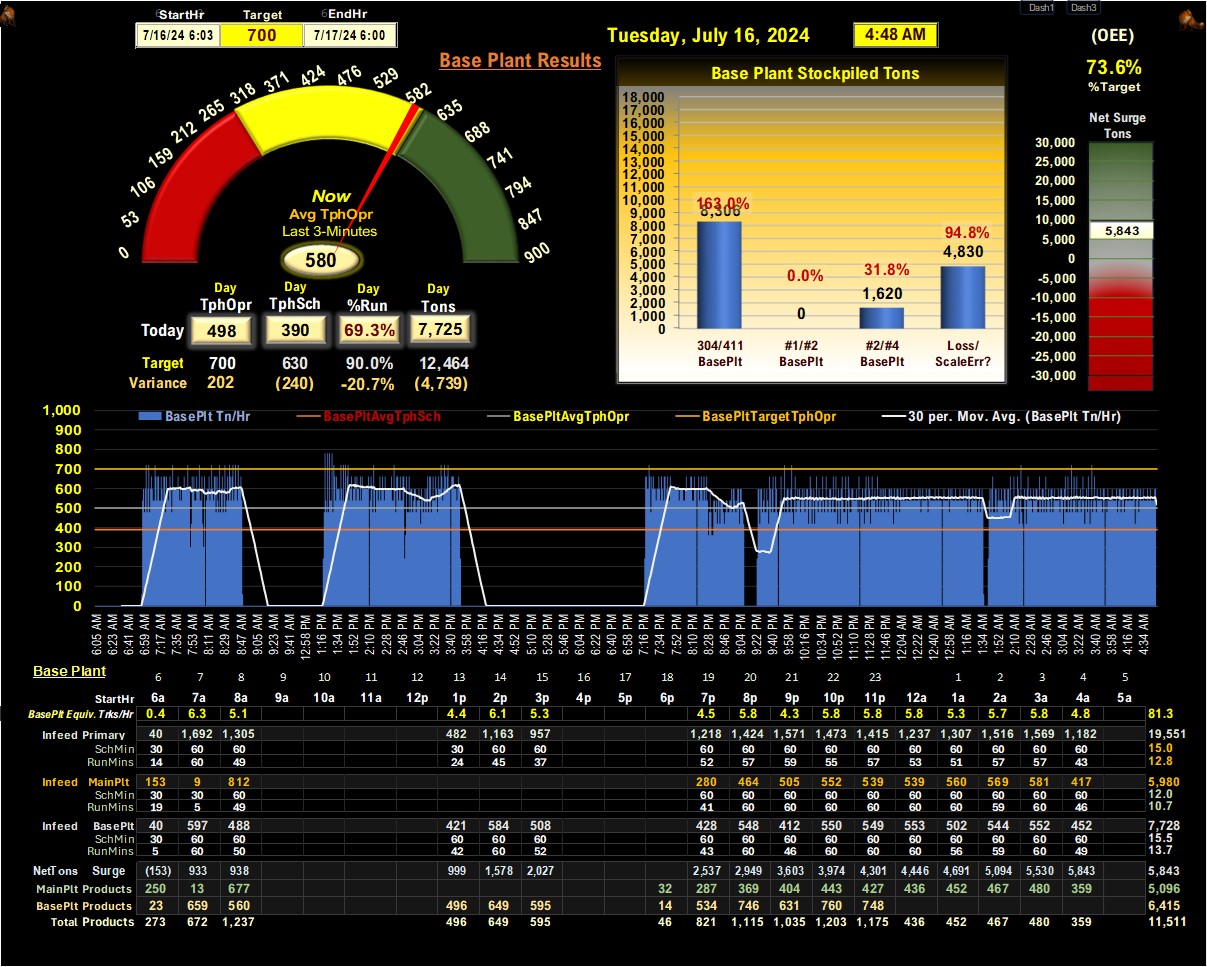 Dash1 Dash3
StartHr Target EndHr
7/16/24 6:03 700 7/17/24 6:00
Tuesday, July 16, 2024 4:48 AM
(OEE)
73.6%
%Target
Base Plant Results
0 53 106 159 212 265 318 371 424 476 529 582 635 688 741 794 847 900
Now
Avg TphOpr
Last 3-Minutes
580
Day Day Day Day
TphOpr TphSch %Run Tons
Today 498 390 69.3% 7,725
Target 700 630 90.0% 12,464
Variance 202 (240) -20.7% (4,739)
Base Plant Stockpiled Tons
18,000
17,000
16,000
15,000
14,000
13,000
12,000
11,000
10,000
9,000
8,000
7,000
6,000
5,000
4,000
3,000
2,000
1,000
0
163.0% 0.0% 31.8% 94.8%
8,306 0 1,620 4,830
304/411 #1/#2 #2/#4 Loss/
BasePlt BasePlt BasePlt ScaleErr?
Net Surge
Tons
30,000
25,000
20,000
15,000
10,000
5,843
5,000
0
-5,000
-10,000
-15,000
-20,000
-25,000
-30,000
BasePlt Tn/Hr BasePltAvgTphSch BasePltAvgTphOpr BasePltTargetTphOpr 30 per. Mov. Avg. (BasePlt Tn/Hr)
1,000
900
800
700
600
500
400
300
200
100
0
6:05 AM 6:23 AM 6:41 AM 6:59 AM 7:17 AM 7:35 AM 7:53 AM 8:11 AM 8:29 AM 8:47 AM 9:05 AM 9:23 AM 9:41 AM 12:58 PM 1:16 PM 1:34 PM 1:52 PM 2:10 PM 2:28 PM 2:46 PM 3:04 PM 3:22 PM 3:40 PM 3:58 PM 4:16 PM 4:34 PM 4:52 PM 5:10 PM 5:28 PM 5:46 PM 6:04 PM 6:22 PM 6:40 PM 6:58 PM 7:16 PM 7:34 PM 7:52 PM 8:10 PM 8:28 PM 8:46 PM 9:04 PM 9:22 PM 9:40 PM 9:58 PM 10:16 PM 10:34 PM 10:52 PM 11:10 PM 11:28 PM 11:46 PM 12:04 AM 12:22 AM 12:40 AM 12:58 AM 1:16 AM 1:34 AM 1:52 AM 2:10 AM 2:28 AM 2:46 AM 3:04 AM 3:22 AM 3:40 AM 3:58 AM 4:16 AM 4:34 AM
Base Plant 6 7 8 9 10 11 12 13 14 15 16 17 18 19 20 21 22 23 1 2 3 4 5
StartHr 6a 7a 8a 9a 10a 11a 12p 1p 2p 3p 4p 5p 6p 7p 8p 9p 10p 11p 12a 1a 2a 3a 4a 5a
BasePlt Equiv. Trks/Hr 0.4 6.3 5.1 4.4 6.1 5.3 4.5 5.8 4.3 5.8 5.8 5.8 5.3 5.7 5.8 4.8 81.3
Infeed Primary 40 1,692 1,305 482 1,163 957 1,218 1,424 1,571 1,473 1,415 1,237 1,307 1,516 1,569 1,182 19,551
SchMin 30 60 60 30 60 60 60 60 60 60 60 60 60 60 60 60 15.0
RunMins 14 60 49 24 45 37 52 57 59 55 57 53 51 57 57 43 12.8
Infeed MainPlt 153 9 812 280 464 505 552 539 539 560 569 581 417 5,980
SchMin 30 30 60 60 60 60 60 60 60 60 60 60 60 12.0
RunMins 19 5 49 41 60 60 60 60 60 60 59 60 46 10.7
Infeed BasePlt 40 597 488 421 584 508 428 548 412 550 549 553 502 544 552 452 7,728
SchMin 30 60 60 60 60 60 60 60 60 60 60 60 60 60 60 60 15.5
RunMins 5 60 50 42 60 52 43 60 46 60 60 60 56 59 60 49 13.7
NetTons Surge (153) 933 938 999 1,578 2,027 2,537 2,949 3,603 3,974 4,301 4,446 4,691 5,094 5,530 5,843 5,843
MainPlt Products 250 13 677 32 287 369 404 443 427 436 452 467 480 359 5,096
BasePlt Products 23 659 560 496 649 595 14 534 746 631 760 748 6,415
Total Products 273 672 1,237 496 649 595 46 821 1,115 1,035 1,203 1,175 436 452 467 480 359 11,511